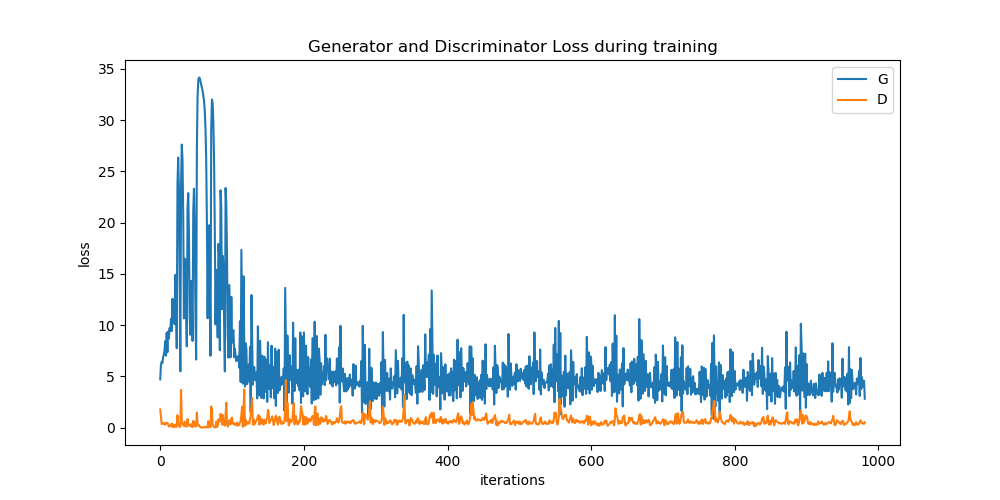 Generator and Discriminator Loss during training
G
D
loss
35
30
25
20
15
10
5
0
0 200 400 600 800 1000
iterations